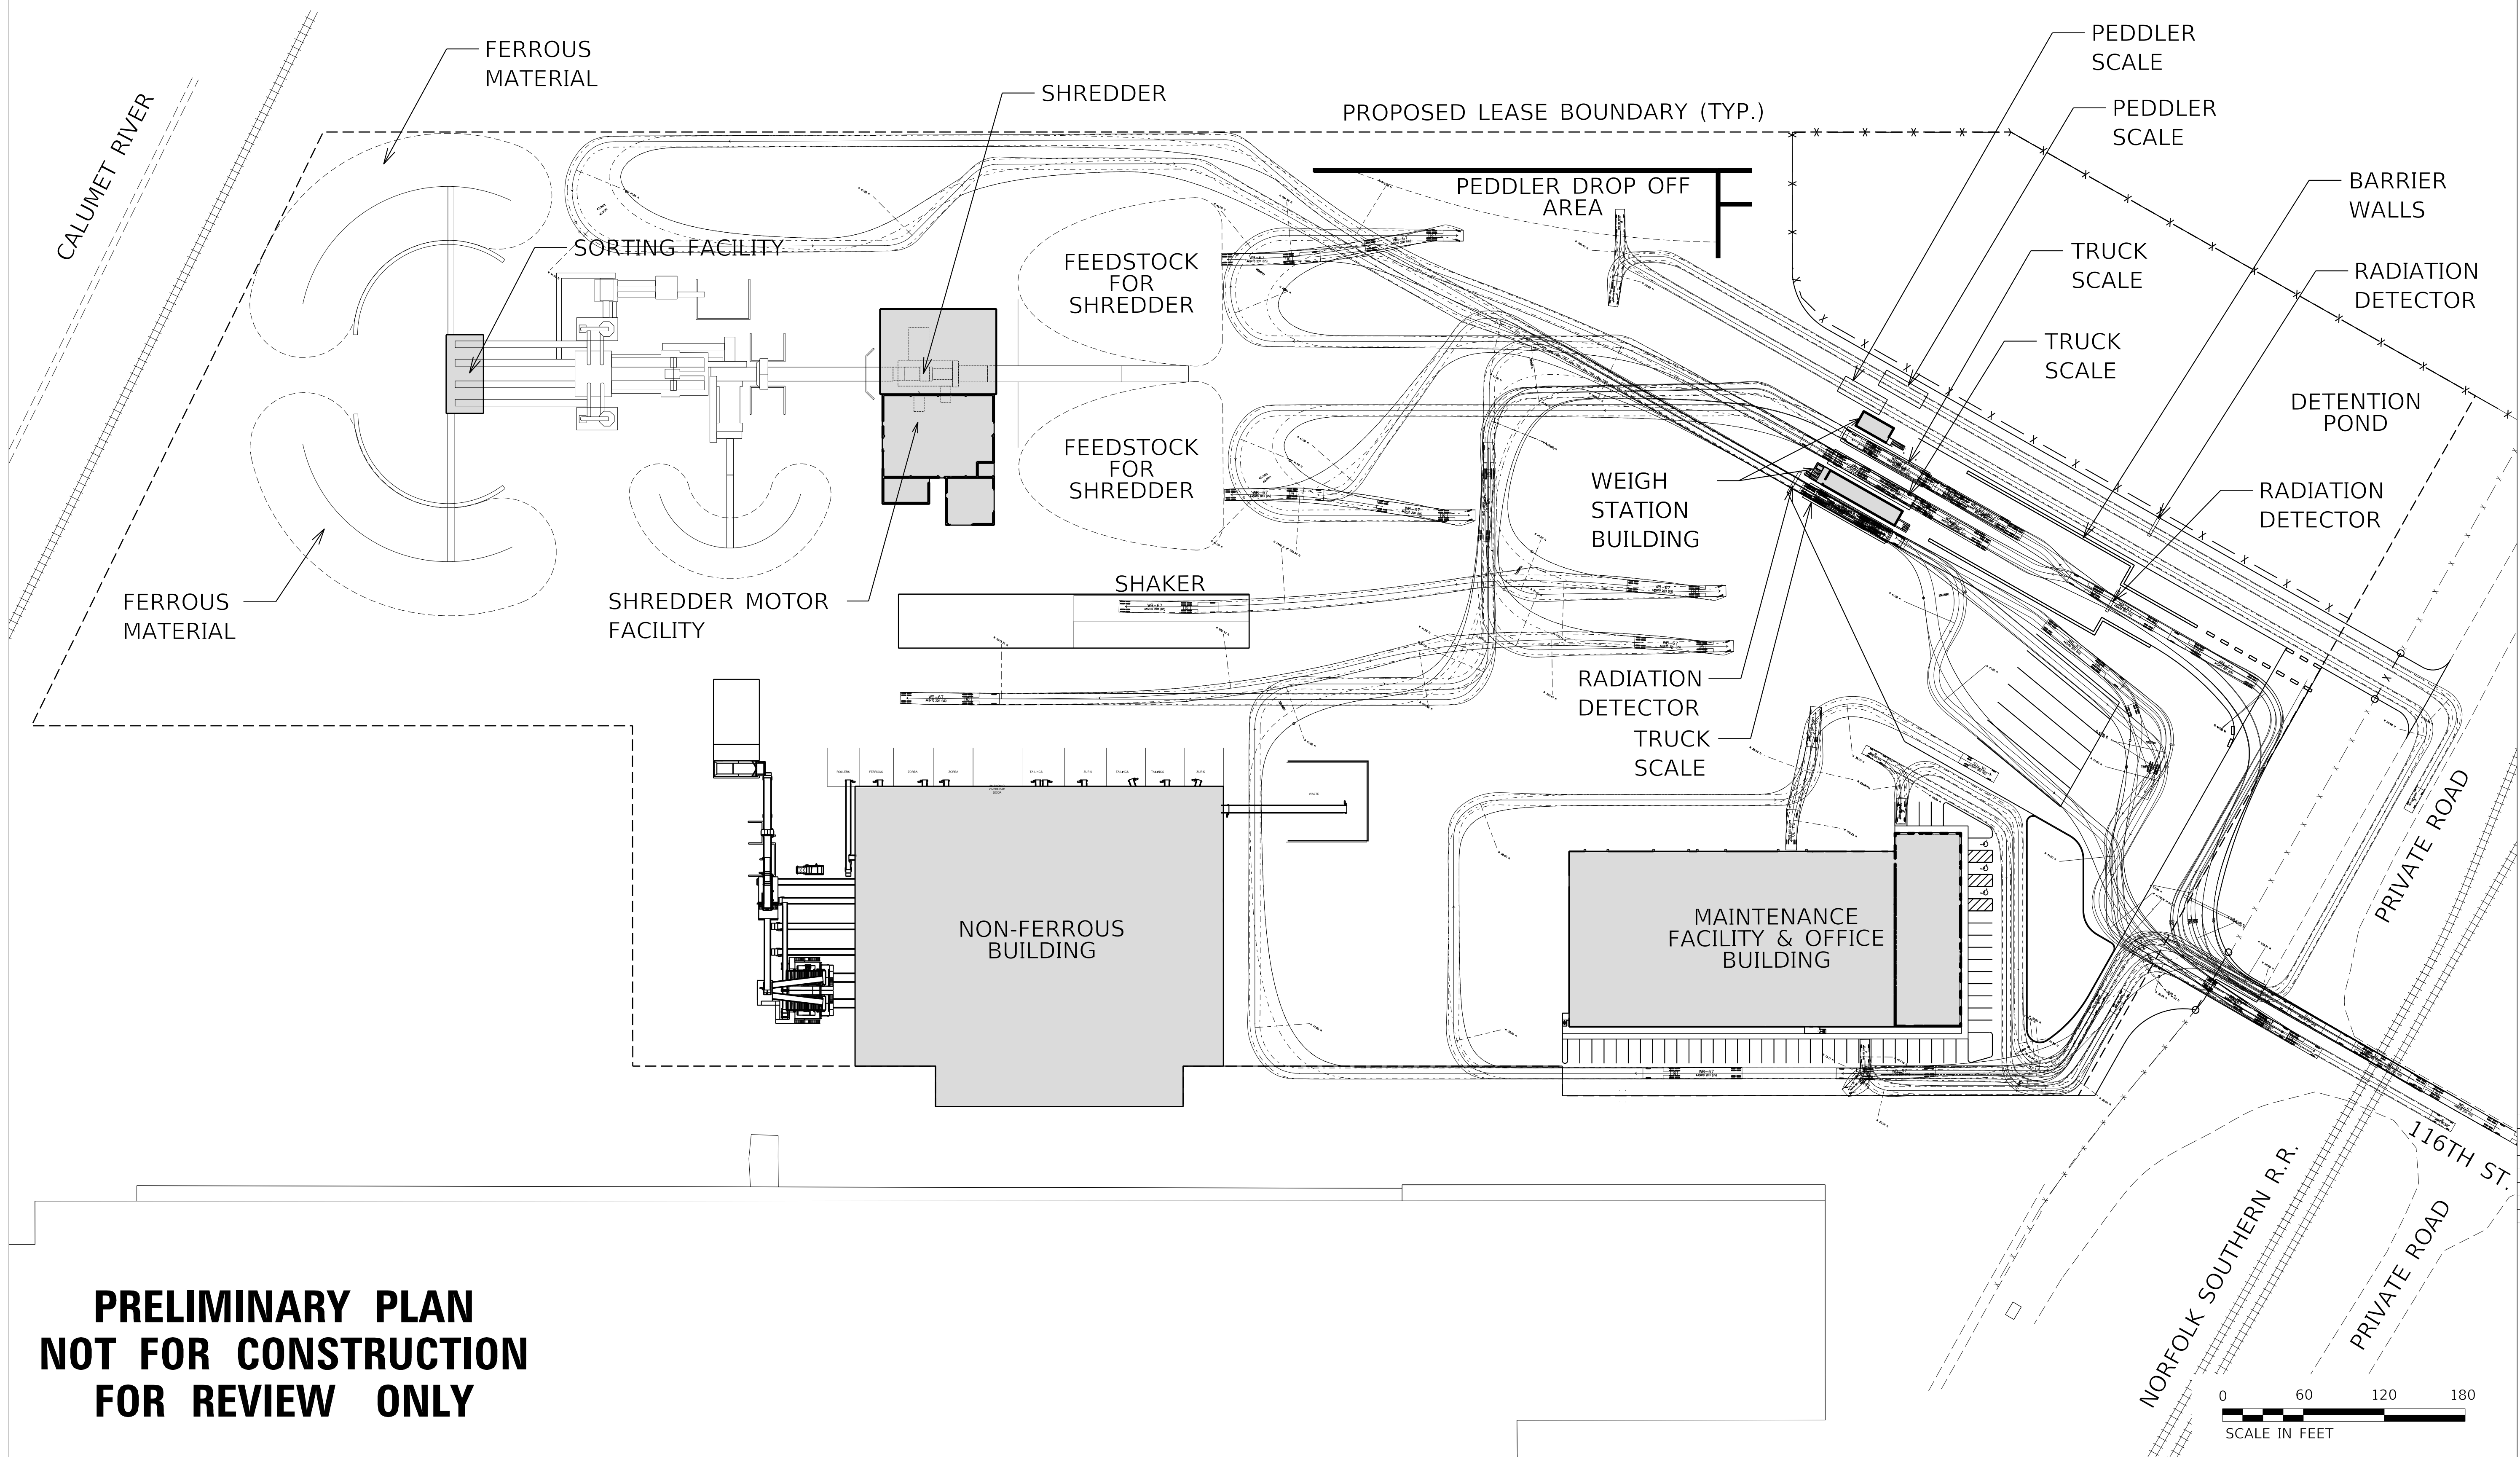 FERROUS
MATERIAL
SHREDDER
PEDDLER
SCALE
PROPOSED LEASE BOUNDARY (TYP.)
PEDDLER
SCALE
CALUMET RIVER
PEDDLER DROP OFF
AREA
BARRIER
WALLS
SORTING FACILITY
FEEDSTOCK
FOR
SHREDDER
TRUCK
SCALE
RADIATION
DETECTOR
TRUCK
SCALE
DETENTION
POND
FEEDSTOCK
FOR
SHREDDER
WEIGH
STATION
BUILDING
RADIATION
DETECTOR
FERROUS
MATERIAL
SHREDDER MOTOR
FACILITY
SHAKER
RADIATION
DETECTOR
TRUCK
SCALE
PRIVATE ROAD
NON-FERROUS
BUILDING
MAINTENANCE
FACILITY & OFFICE
BUILDING
116TH ST.
NORFOLK SOUTHERN R.R.
PRIVATE ROAD
PRELIMINARY PLAN
NOT FOR CONSTRUCTION
FOR REVIEW ONLY
0 60 120 180
SCALE IN FEET